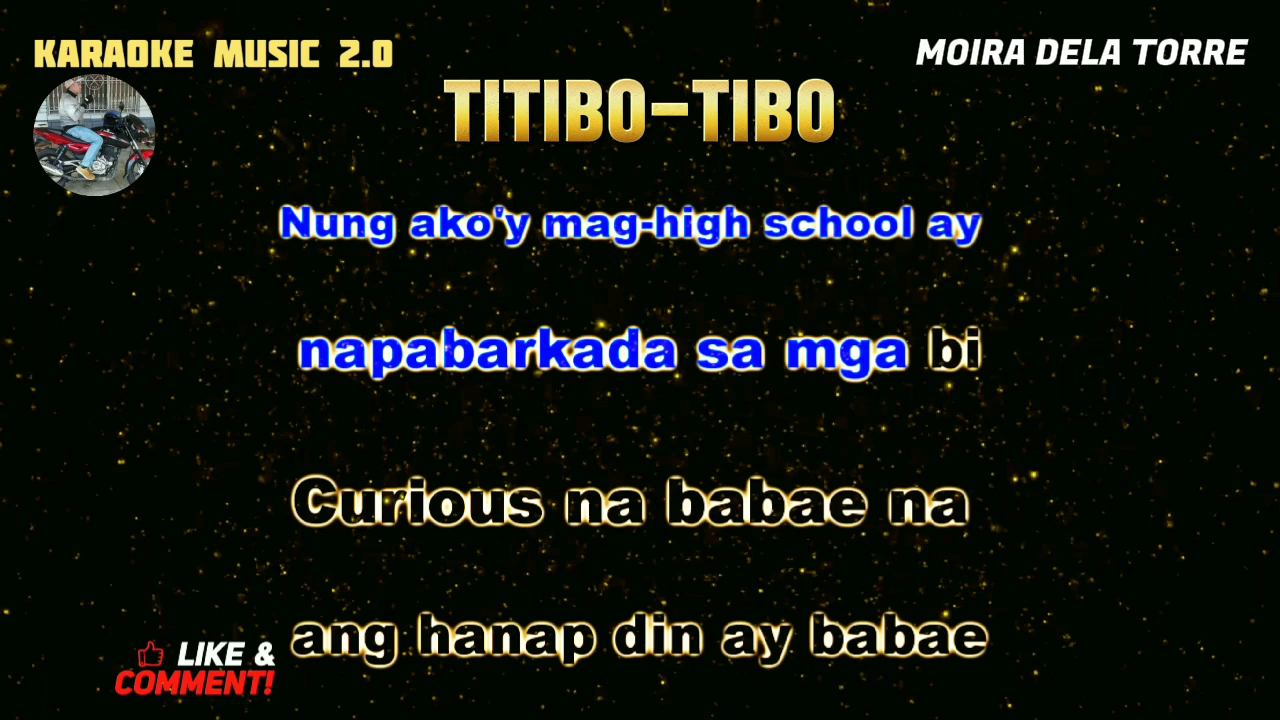 KARAOKE MUSIC 2.0
MOIRA DELA TORRE
TITIBO-TIBO
Nung ako'y mag-high school ay
napabarkada sa mga bi
Curious na babae na
ang hanap din ay babae
LIKE &
COMMENT!